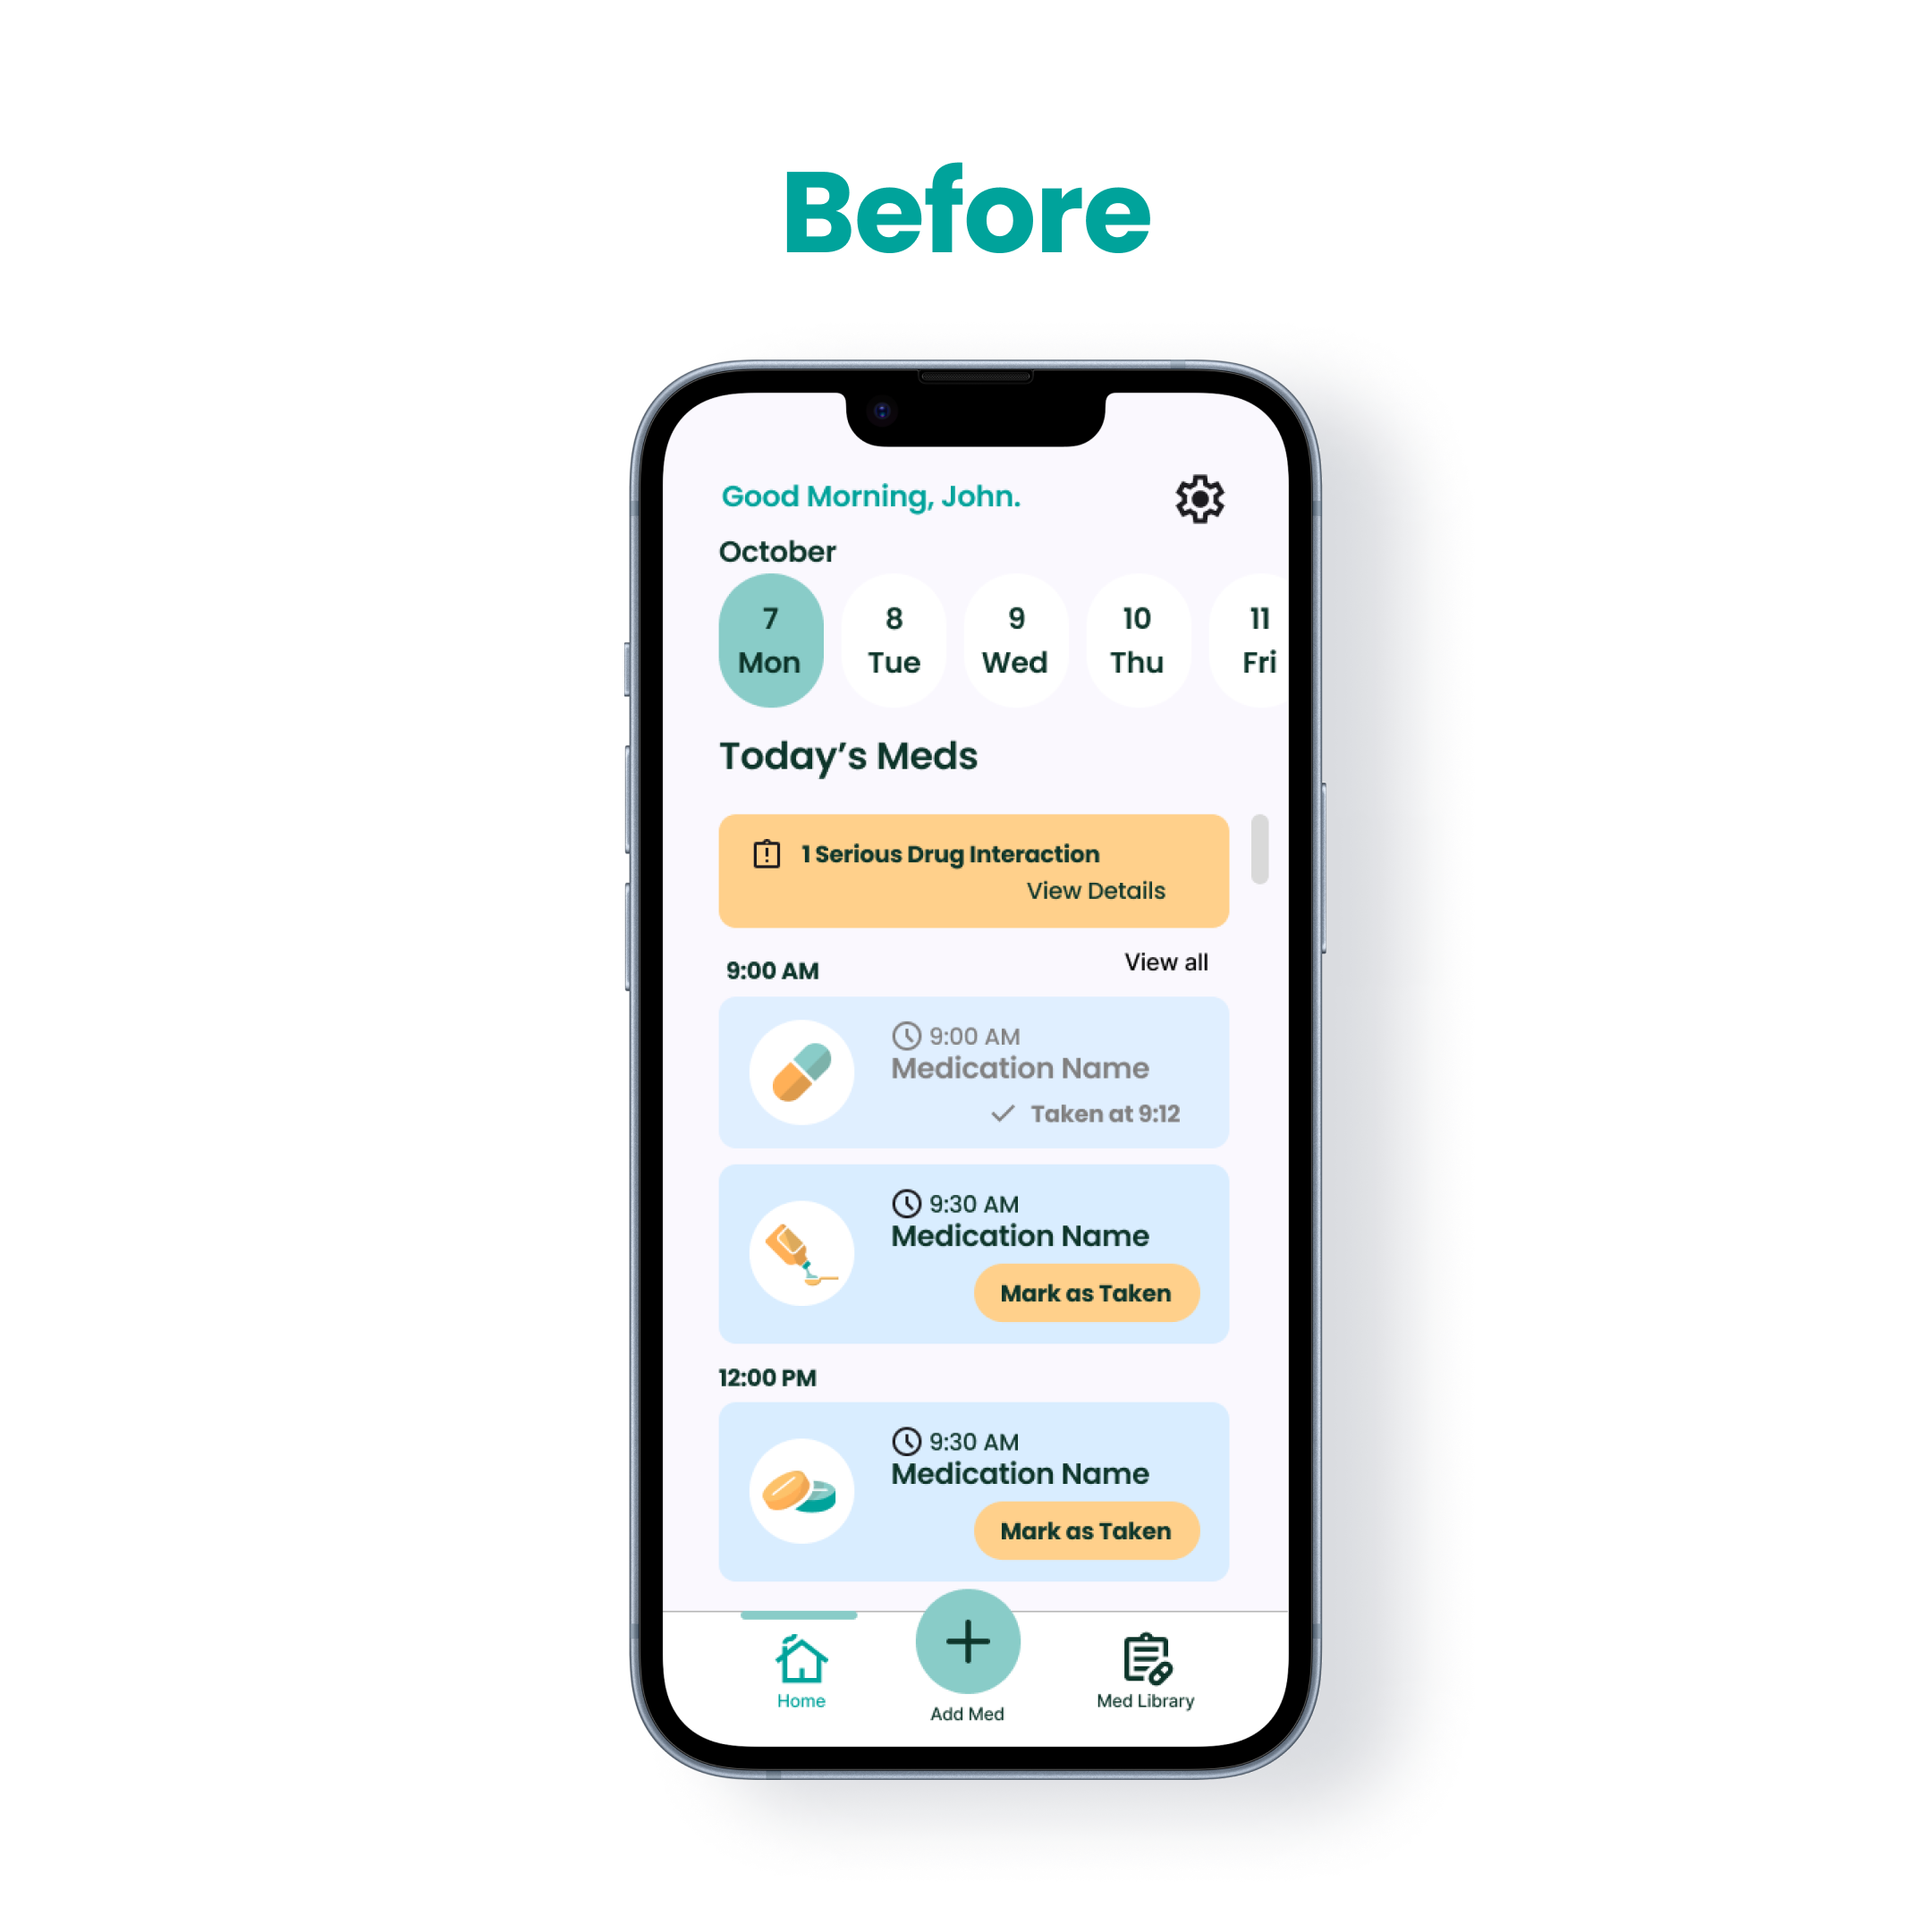 Before
Good Morning, John.
October
7 8 9 10 11
Mon Tue Wed Thu Fri
Today's Meds
1 Serious Drug Interaction
View Details
View all
9:00 AM
9:00 AM
Medication Name
Taken at 9:12
9:30 AM
Medication Name
Mark as Taken
12:00 PM
9:30 AM
Medication Name
Mark as Taken
Home
Add Med
Med Library